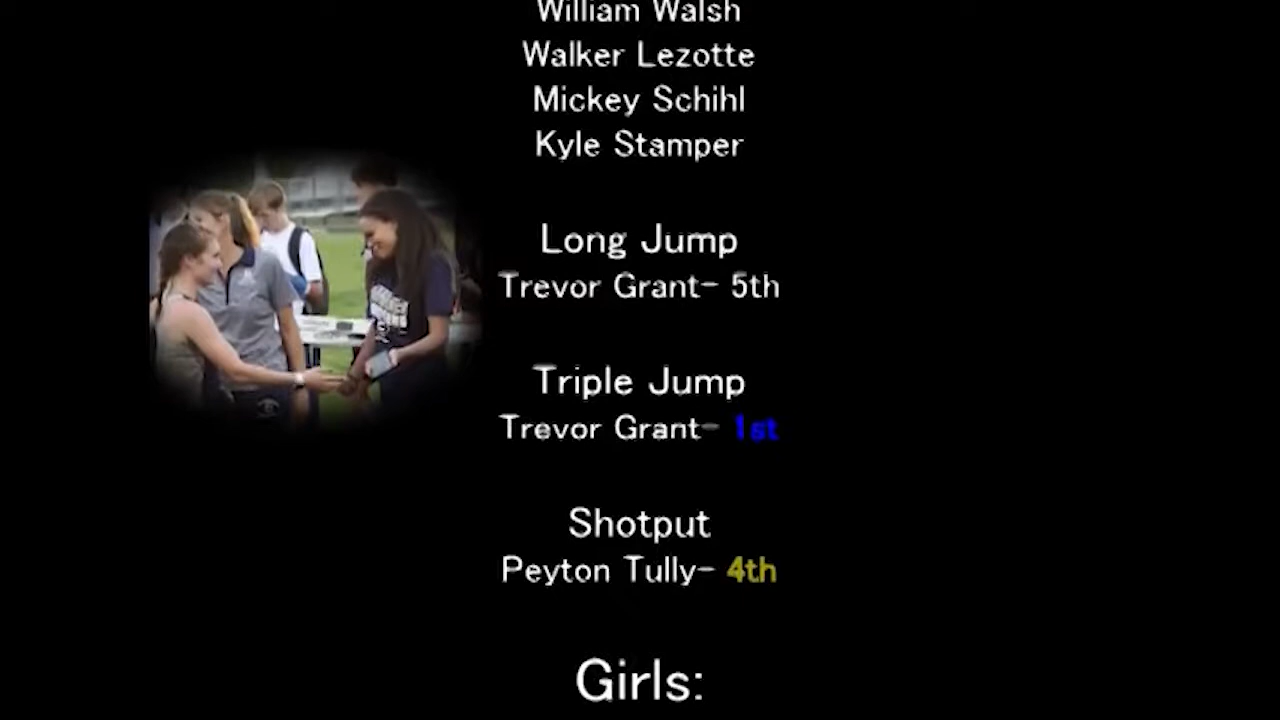 William Walsh
Walker Lezotte
Mickey Schihl
Kyle Stamper
Long Jump
Trevor Grant- 5th
Triple Jump
Trevor Grant- 1st
Shotput
Peyton Tully- 4th
Girls: